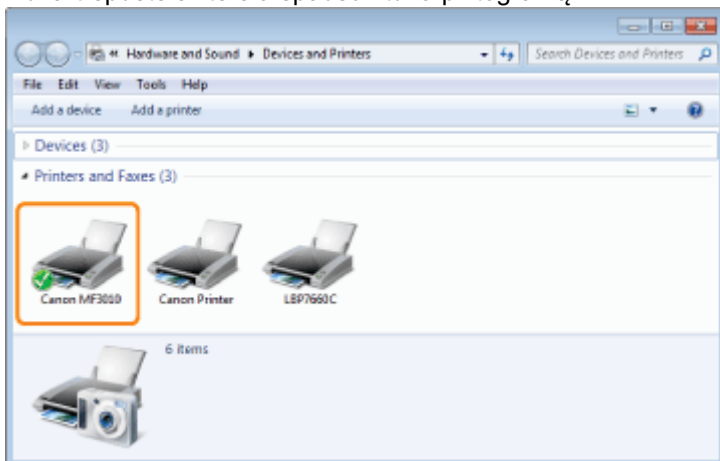 Hardware and Sound Devices and Printers Search Devices and Printers
File Edit View Tools Help
Add a device Add a printer
Devices (3)
Printers and Faxes (3)
Canon MF3010 Canon Printer LBP7660C
6 items